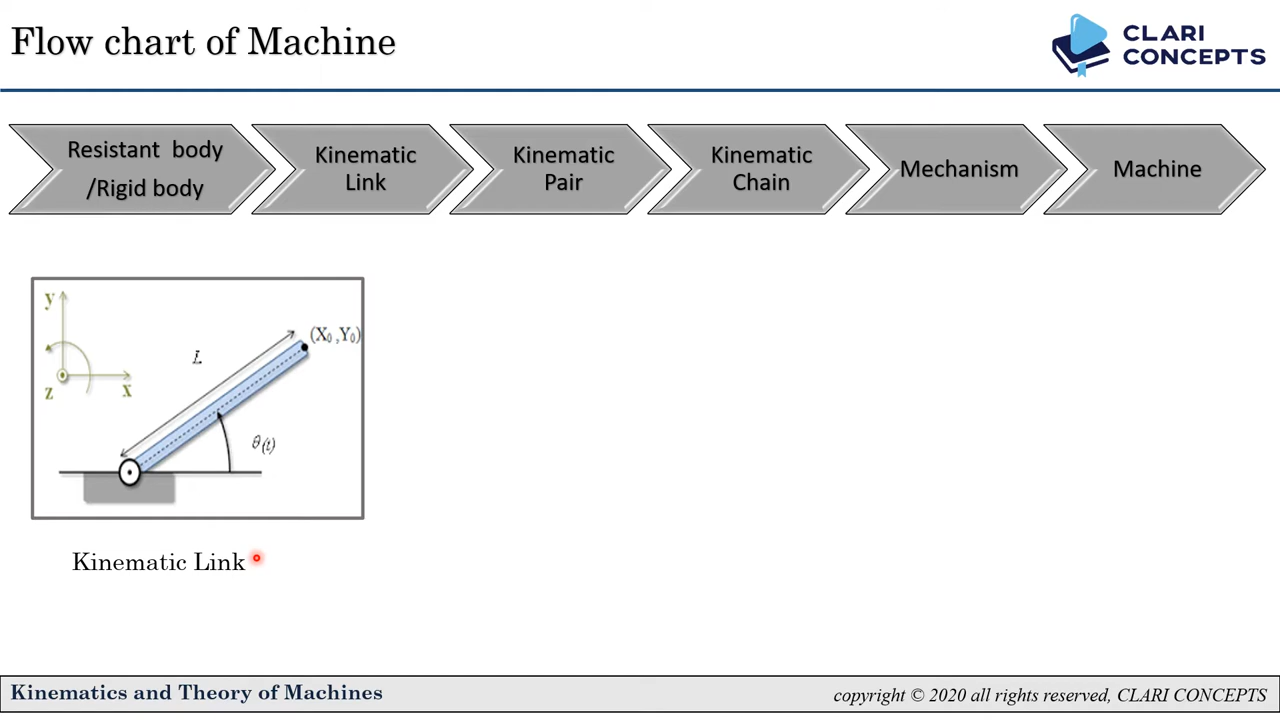 Flow chart of Machine
CLARI
CONCEPTS
Resistant body
/Rigid body
Kinematic
Link
Kinematic
Pair
Kinematic
Chain
Mechanism
Machine
y
(X₀,Y₀)
L
z
x
θ(t)
Kinematic Link
Kinematics and Theory of Machines
copyright © 2020 all rights reserved, CLARI CONCEPTS